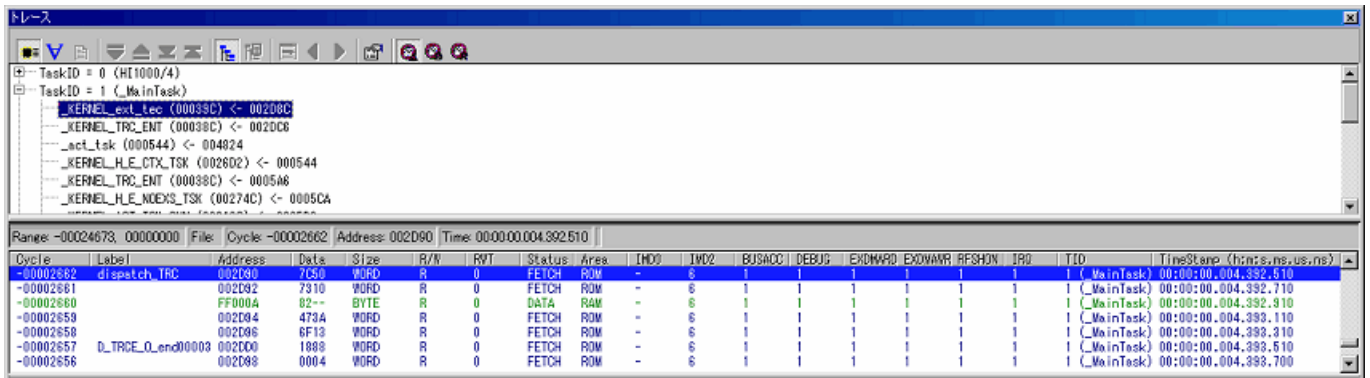 トレース
TaskID = 0 (HI1000/4)
TaskID = 1 (_MainTask)
_KERNEL_ext_tec (00039C) <- 002D8C
_KERNEL_TRC_ENT (00038C) <- 002DC6
_act_tsk (000544) <- 004824
_KERNEL_H_E_CTX_TSK (0026D2) <- 000544
_KERNEL_TRC_ENT (00038C) <- 0005A6
_KERNEL_H_E_NOEXS_TSK (00274C) <- 0005CA
Range: -00024673, 00000000 File: Cycle: -00002662 Address: 002D90 Time: 00:00:00.004.392.510
Cycle Label Address Data Size R/W RWT Status Area IMD0 IMD2 BUSACC DEBUG EXDMARD EXDMAWR RFSHON IRQ TID TimeStamp (h:m:s.ms.us.ns)
-00002662 dispatch_TRC 002D90 7C50 WORD R 0 FETCH ROM - 6 1 1 1 1 1 1 1 (_MainTask) 00:00:00.004.392.510
-00002661 002D92 7310 WORD R 0 FETCH ROM - 6 1 1 1 1 1 1 1 (_MainTask) 00:00:00.004.392.710
-00002660 FF000A 82-- BYTE R 0 DATA RAM - 6 1 1 1 1 1 1 1 (_MainTask) 00:00:00.004.392.910
-00002659 002D94 473A WORD R 0 FETCH ROM - 6 1 1 1 1 1 1 1 (_MainTask) 00:00:00.004.393.110
-00002658 002D96 6F13 WORD R 0 FETCH ROM - 6 1 1 1 1 1 1 1 (_MainTask) 00:00:00.004.393.310
-00002657 D_TRCE_0_end00003 002DD0 1888 WORD R 0 FETCH ROM - 6 1 1 1 1 1 1 1 (_MainTask) 00:00:00.004.393.510
-00002656 002D98 0004 WORD R 0 FETCH ROM - 6 1 1 1 1 1 1 1 (_MainTask) 00:00:00.004.393.700